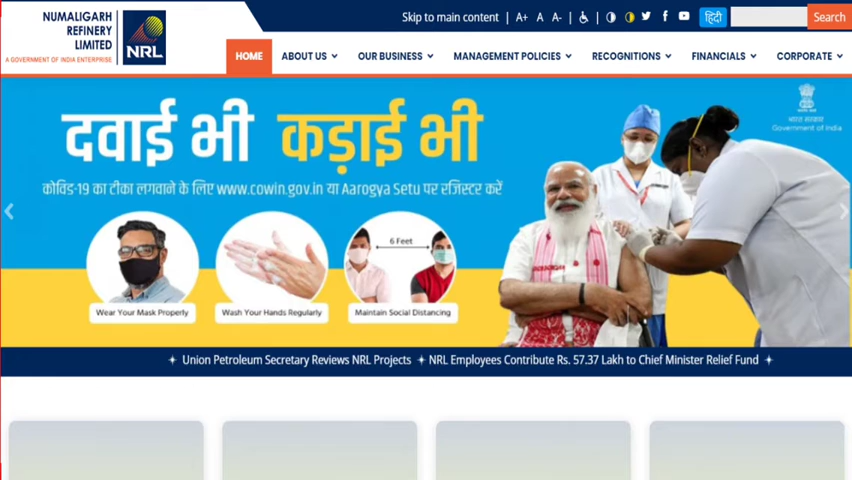 NUMALIGARH
REFINERY
LIMITED
A GOVERNMENT OF INDIA ENTERPRISE
NRL
Skip to main content | A+ A A- | हिंदी Search
HOME ABOUT US OUR BUSINESS MANAGEMENT POLICIES RECOGNITIONS FINANCIALS CORPORATE
भारत सरकार
Government of India
दवाई भी कड़ाई भी
कोविड-19 का टीका लगवाने के लिए www.cowin.gov.in या Aarogya Setu पर रजिस्टर करें
6 Feet
Wear Your Mask Properly Wash Your Hands Regularly Maintain Social Distancing
Union Petroleum Secretary Reviews NRL Projects NRL Employees Contribute Rs. 57.37 Lakh to Chief Minister Relief Fund